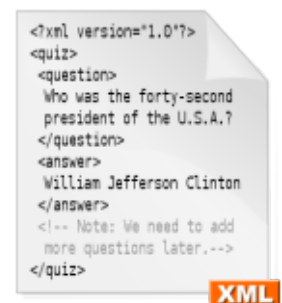 <?xml version="1.0"?>
<quiz>
<question>
Who was the forty-second
president of the U.S.A.?
</question>
<answer>
William Jefferson Clinton
</answer>
<!-- Note: We need to add
more questions later.-->
</quiz>
XML